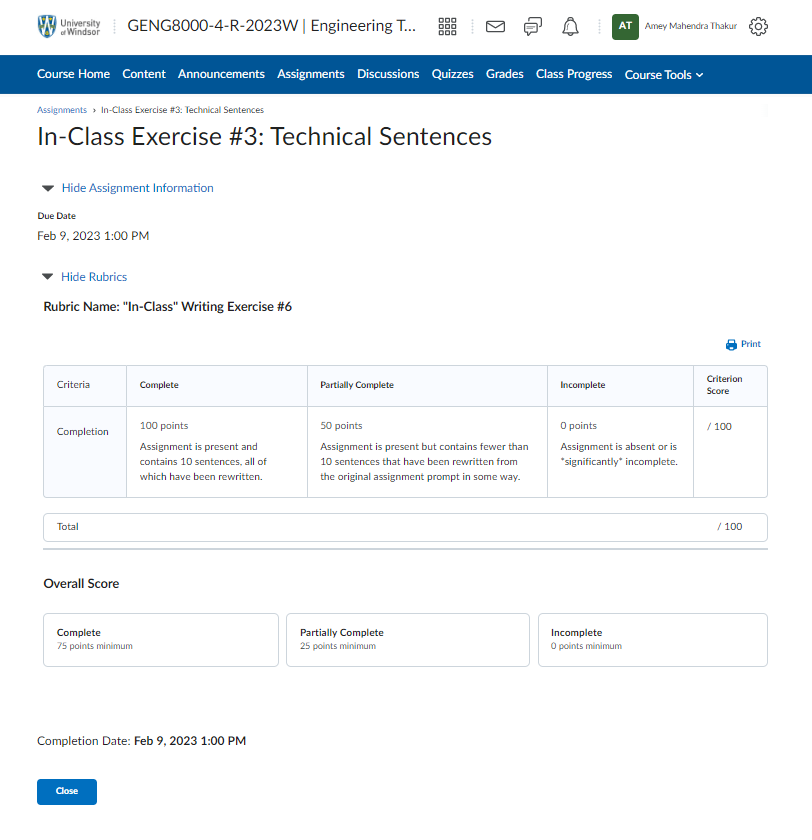 University of Windsor
GENG8000-4-R-2023W | Engineering T...
AT
Amey Mahendra Thakur
Course Home Content Announcements Assignments Discussions Quizzes Grades Class Progress Course Tools
Assignments › In-Class Exercise #3: Technical Sentences
In-Class Exercise #3: Technical Sentences
Hide Assignment Information
Due Date
Feb 9, 2023 1:00 PM
Hide Rubrics
Rubric Name: "In-Class" Writing Exercise #6
Print
Criteria
Complete
Partially Complete
Incomplete
Criterion
Score
Completion
100 points
Assignment is present and
contains 10 sentences, all of
which have been rewritten.
50 points
Assignment is present but contains fewer than
10 sentences that have been rewritten from
the original assignment prompt in some way.
0 points
Assignment is absent or is
*significantly* incomplete.
/ 100
Total
/ 100
Overall Score
Complete
75 points minimum
Partially Complete
25 points minimum
Incomplete
0 points minimum
Completion Date: Feb 9, 2023 1:00 PM
Close